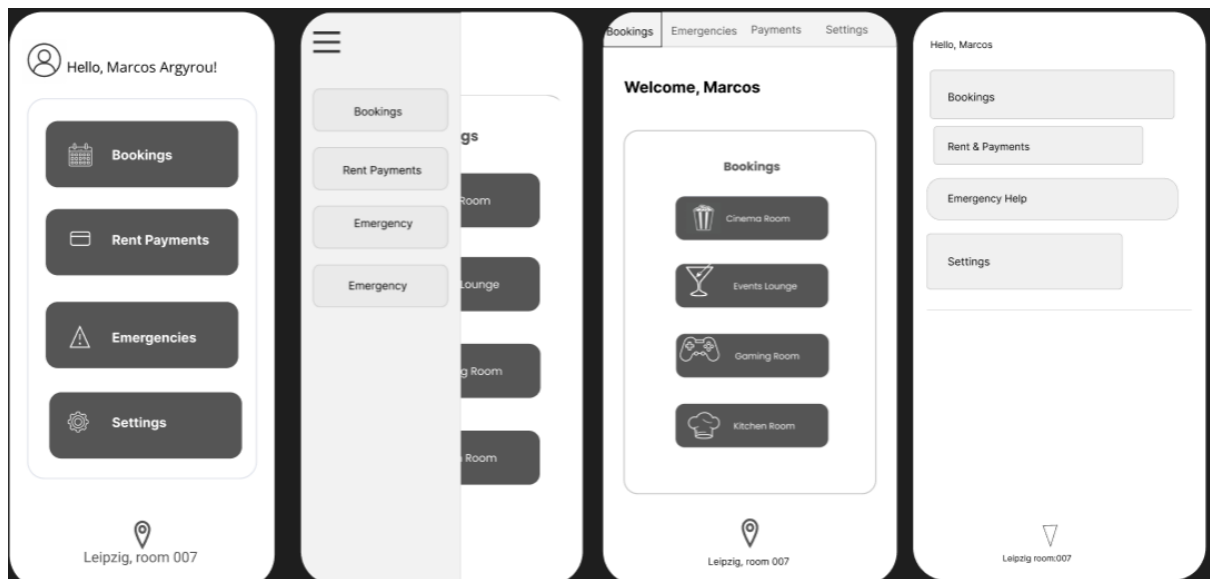 Hello, Marcos Argyrou!
Bookings
Rent Payments
Emergencies
Settings
Leipzig, room 007
Bookings
Rent Payments
Emergency
Emergency
gs
Room
Lounge
g Room
Room
Bookings Emergencies Payments Settings
Welcome, Marcos
Bookings
Cinema Room
Events Lounge
Gaming Room
Kitchen Room
Leipzig, room 007
Hello, Marcos
Bookings
Rent & Payments
Emergency Help
Settings
Leipzig room:007